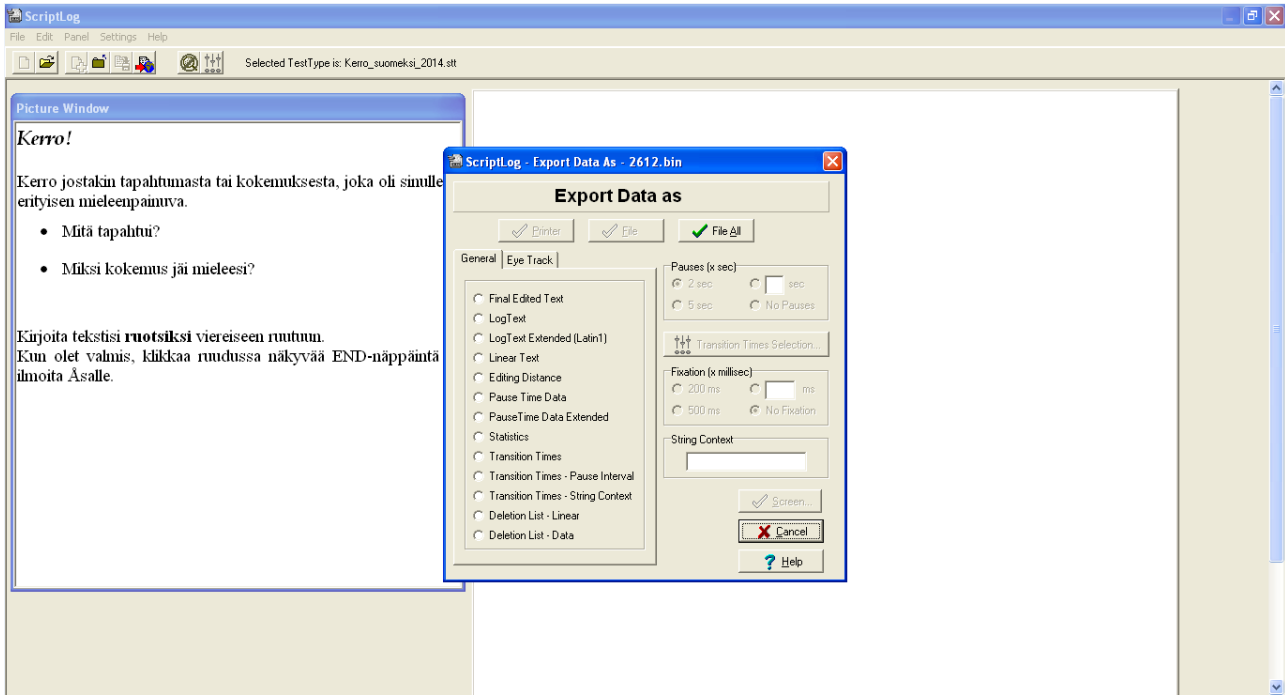 ScriptLog
File Edit Panel Settings Help
Selected TestType is: Kerro_suomeksi_2014.stt
Picture Window
Kerro!
Kerro jostakin tapahtumasta tai kokemuksesta, joka oli sinulle
erityisen mieleenpainuva.
• Mitä tapahtui?
• Miksi kokemus jäi mieleesi?
Kirjoita tekstisi ruotsiksi viereiseen ruutuun.
Kun olet valmis, klikkaa ruudussa näkyvää END-näppäintä
ilmoita Åsalle.
ScriptLog - Export Data As - 2612.bin
Export Data as
Printer File File All
General Eye Track
Final Edited Text
LogText
LogText Extended (Latin1)
Linear Text
Editing Distance
Pause Time Data
PauseTime Data Extended
Statistics
Transition Times
Transition Times - Pause Interval
Transition Times - String Context
Deletion List - Linear
Deletion List - Data
Pauses (x sec)
2 sec sec
5 sec No Pauses
Transition Times Selection...
Fixation (x millisec)
200 ms ms
500 ms No Fixation
String Context
Screen...
Cancel
Help